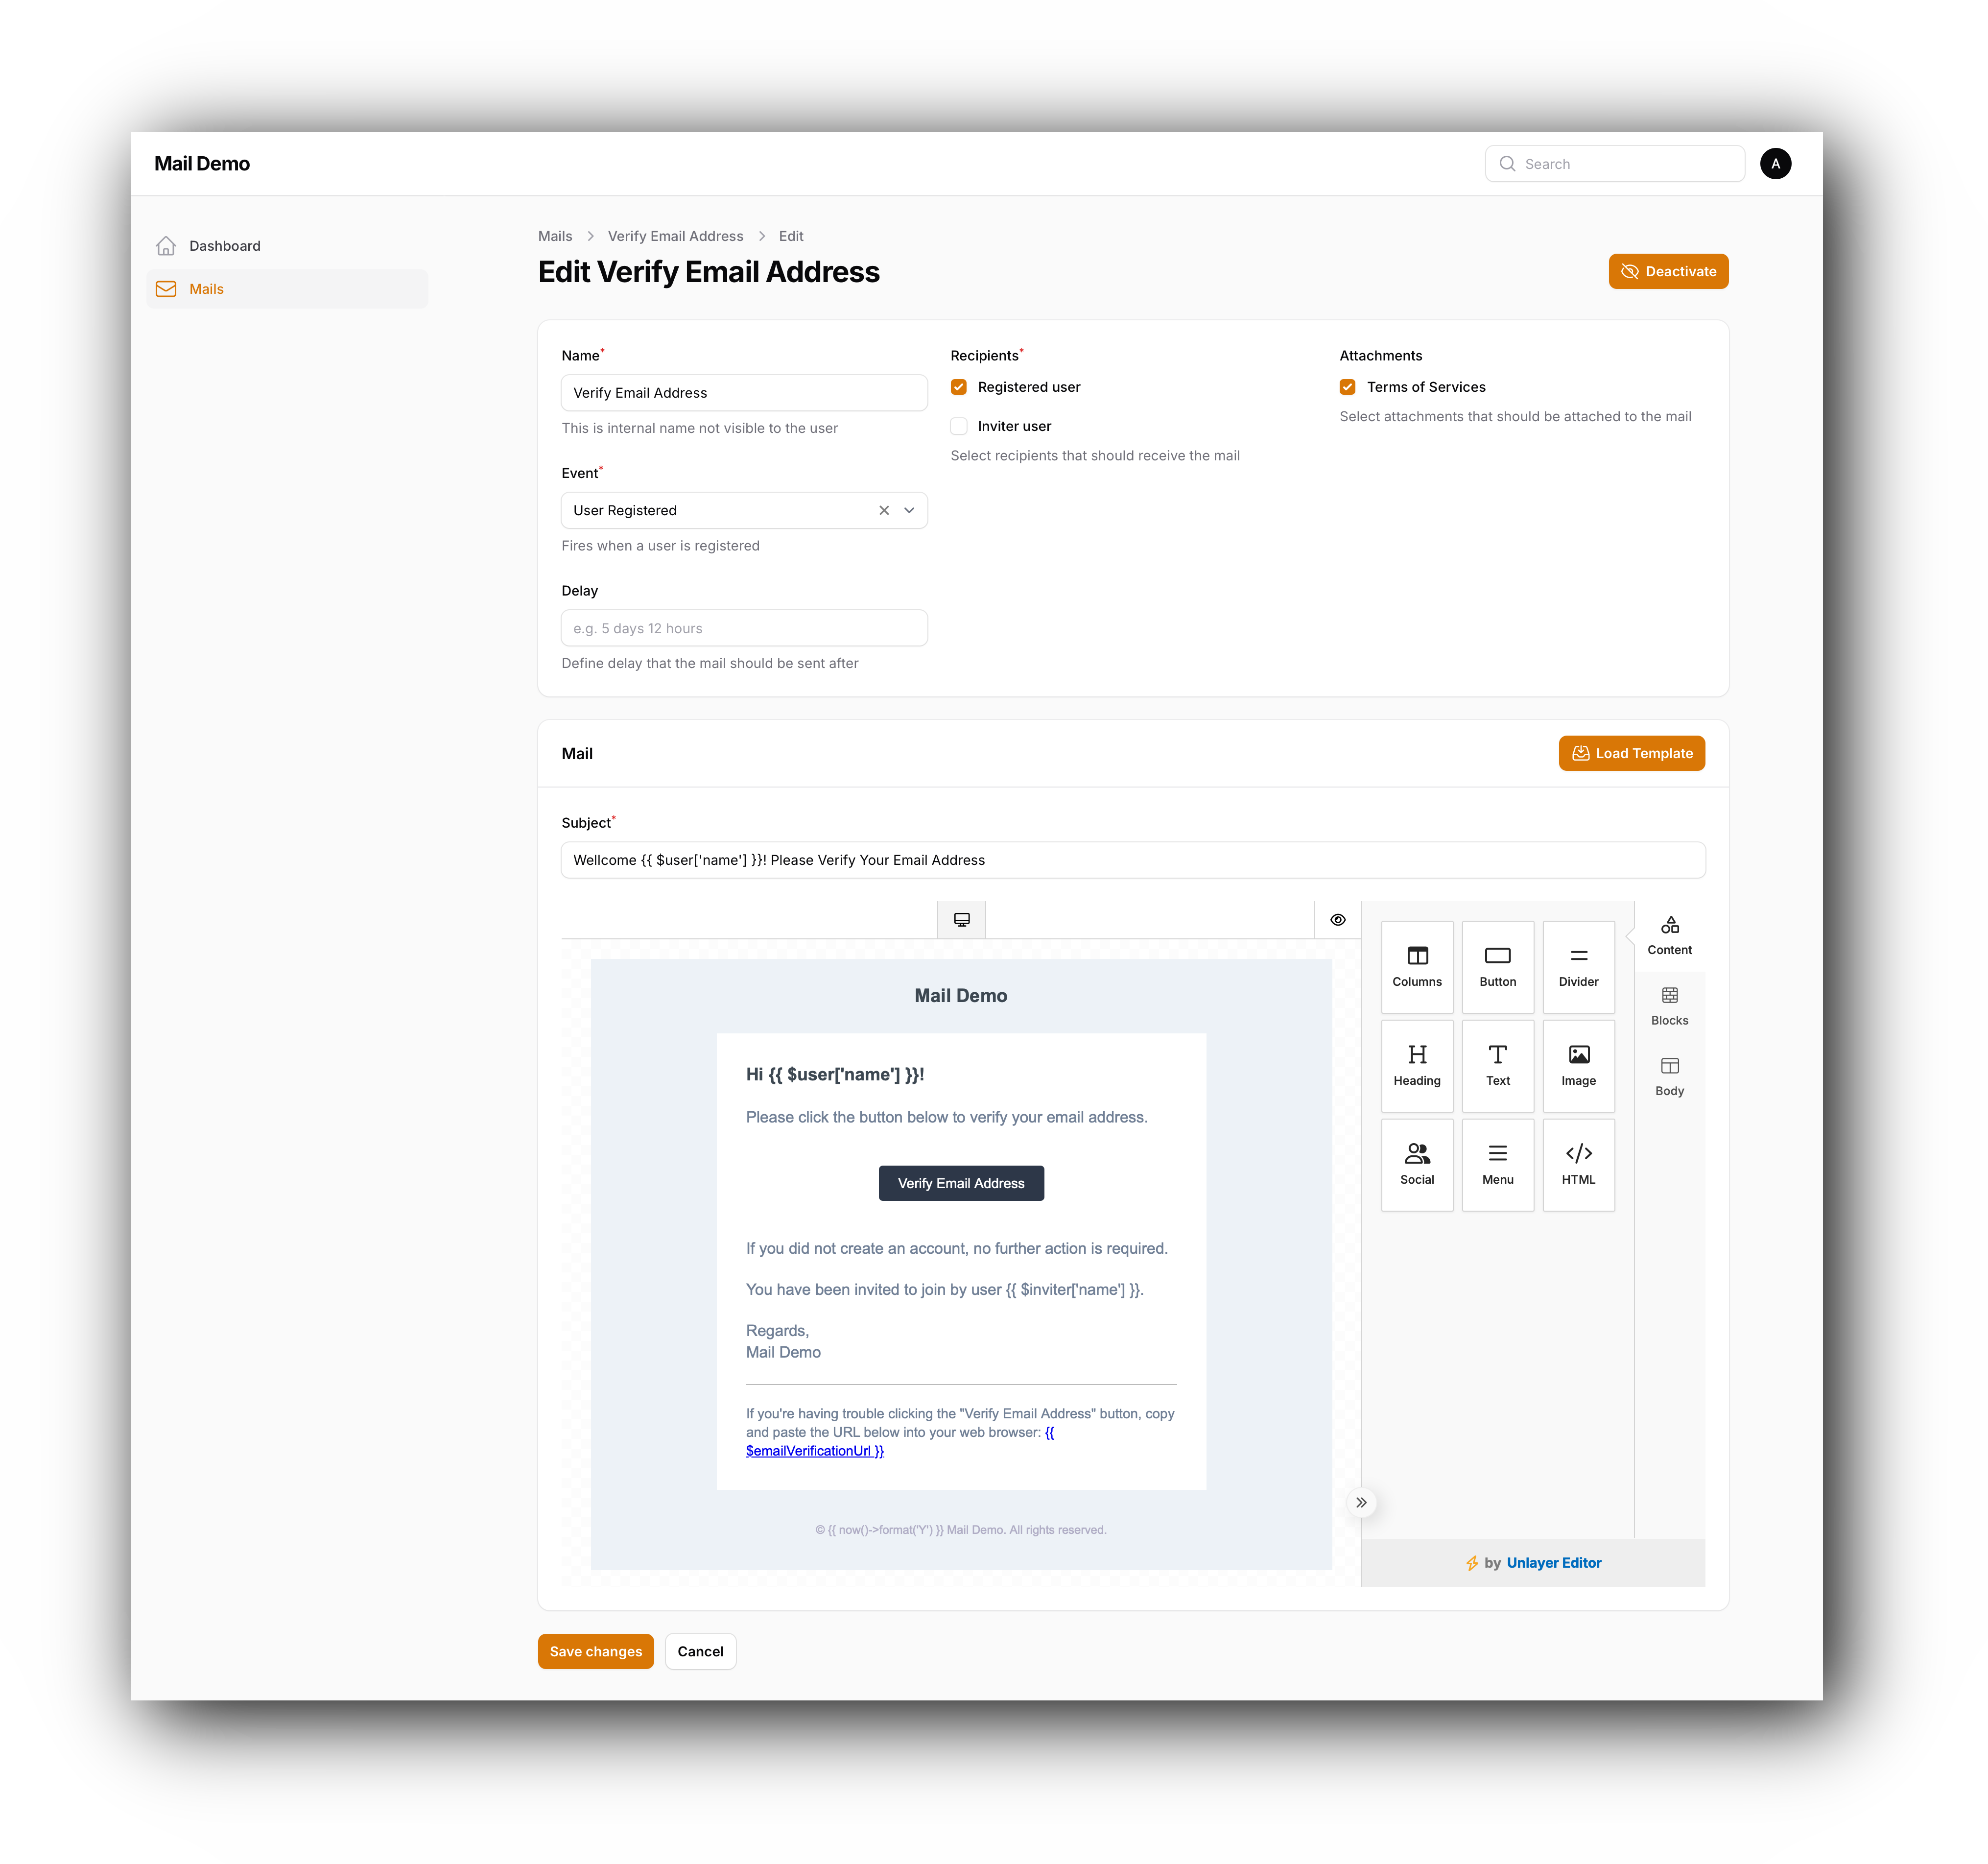 Mail Demo
Search
A
Dashboard
Mails
Mails > Verify Email Address > Edit
Edit Verify Email Address
Deactivate
Name*
Verify Email Address
This is internal name not visible to the user
Event*
User Registered
Fires when a user is registered
Delay
e.g. 5 days 12 hours
Define delay that the mail should be sent after
Recipients*
Registered user
Inviter user
Select recipients that should receive the mail
Attachments
Terms of Services
Select attachments that should be attached to the mail
Mail
Load Template
Subject*
Wellcome {{ $user['name'] }}! Please Verify Your Email Address
Mail Demo
Hi {{ $user['name'] }}!
Please click the button below to verify your email address.
Verify Email Address
If you did not create an account, no further action is required.
You have been invited to join by user {{ $inviter['name'] }}.
Regards,
Mail Demo
If you're having trouble clicking the "Verify Email Address" button, copy
and paste the URL below into your web browser: {{
$emailVerificationUrl }}
© {{ now()->format('Y') }} Mail Demo. All rights reserved.
Columns
Button
Divider
Heading
Text
Image
Social
Menu
HTML
Content
Blocks
Body
by Unlayer Editor
Save changes
Cancel